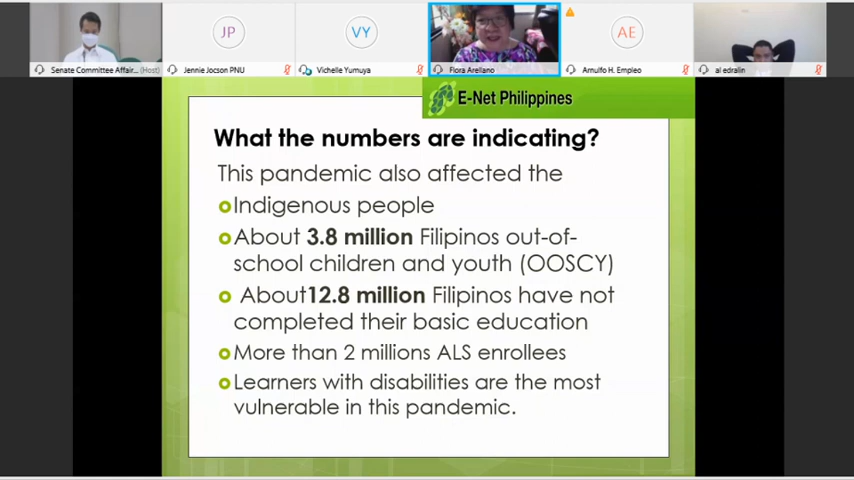 JP
VY
AE
Senate Committee Affair... (Host)
Jennie Jocson PNU
Vichelle Yumuya
Flora Arellano
Arnulfo H. Empleo
al edralin
E-Net Philippines
What the numbers are indicating?
This pandemic also affected the
Indigenous people
About 3.8 million Filipinos out-of-
school children and youth (OOSCY)
About12.8 million Filipinos have not
completed their basic education
More than 2 millions ALS enrollees
Learners with disabilities are the most
vulnerable in this pandemic.